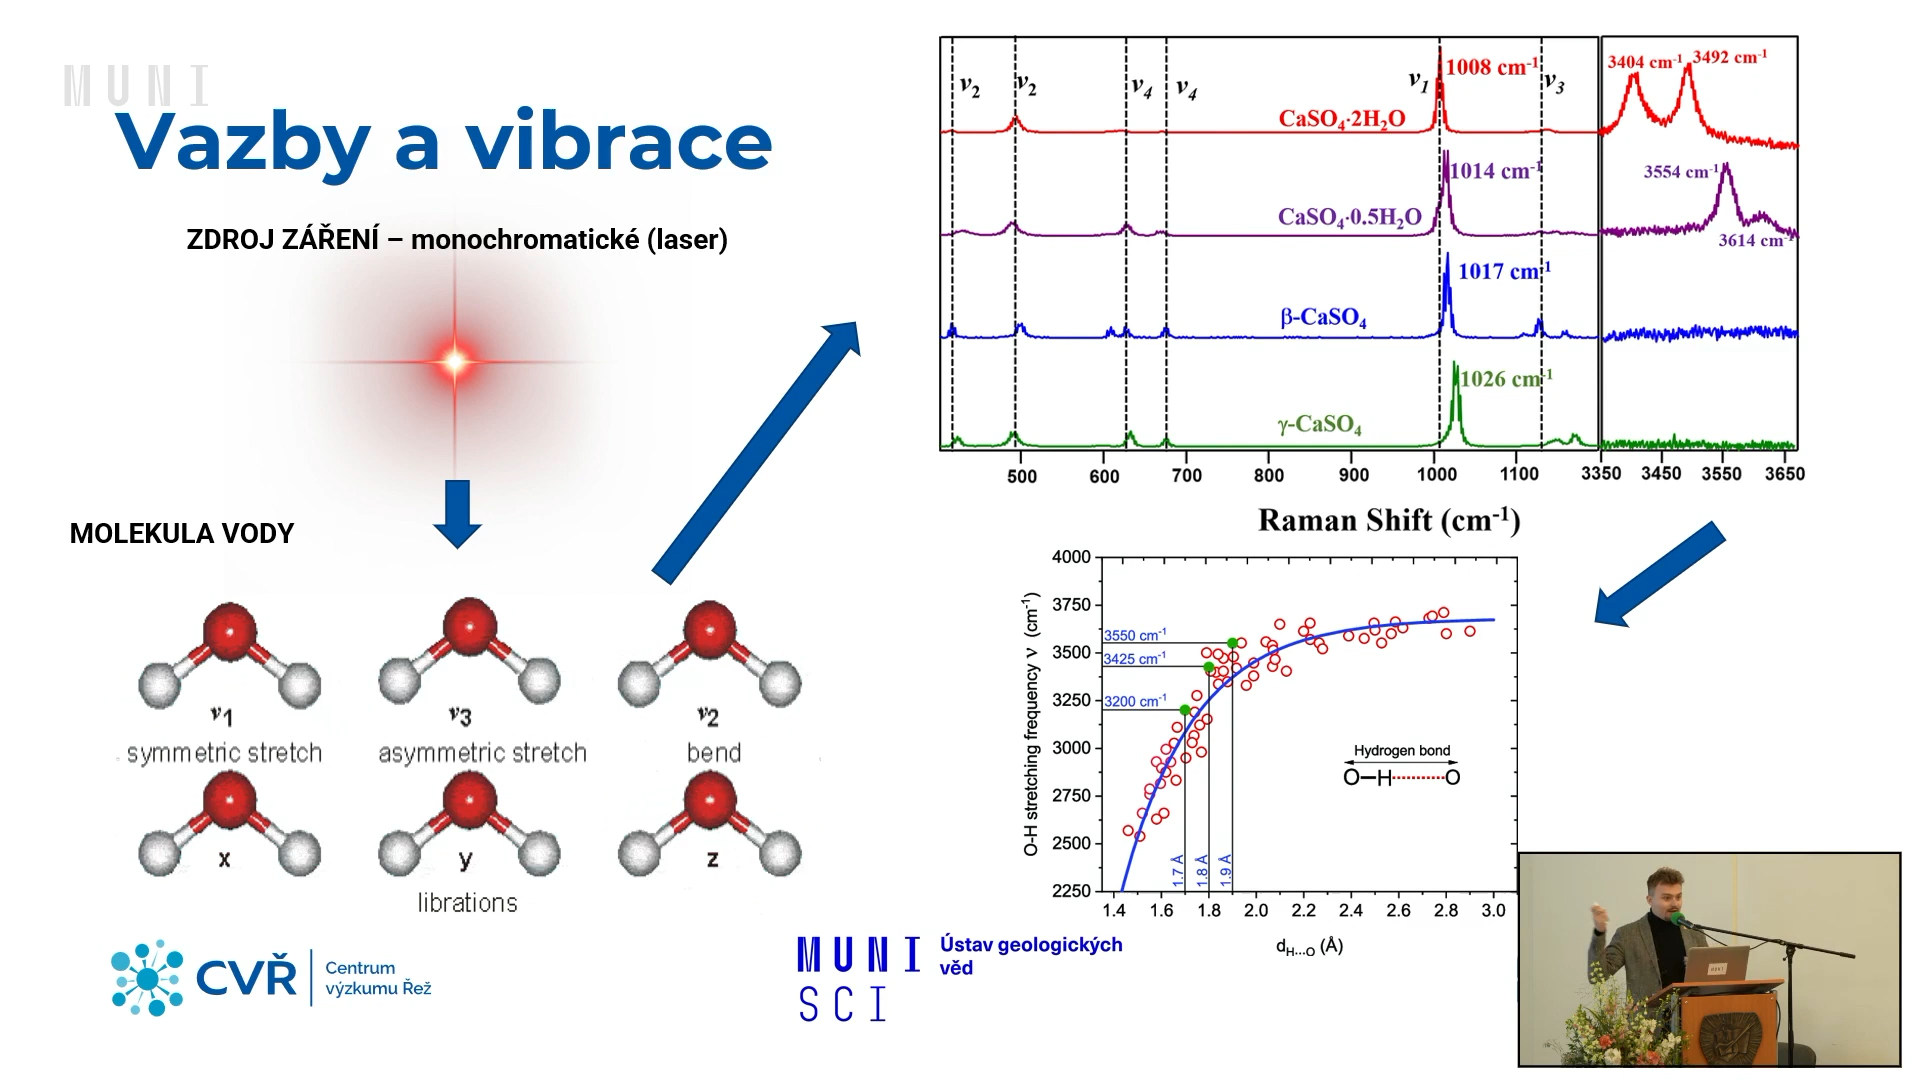 MUNI
Vazby a vibrace
ZDROJ ZÁŘENÍ – monochromatické (laser)
MOLEKULA VODY
ν1
symmetric stretch
ν3
asymmetric stretch
ν2
bend
x
y
z
librations
CVŘ
Centrum
výzkumu Řež
MUNI
SCI
Ústav geologických
věd
ν2
ν2
ν4
ν4
ν1
1008 cm-1
ν3
3404 cm-1
3492 cm-1
CaSO4·2H2O
1014 cm-1
3554 cm-1
CaSO4·0.5H2O
3614 cm-1
1017 cm-1
β-CaSO4
1026 cm-1
γ-CaSO4
500 600 700 800 900 1000 1100 3350 3450 3550 3650
Raman Shift (cm-1)
O–H stretching frequency ν (cm-1)
4000
3750
3500
3250
3000
2750
2500
2250
3550 cm-1
3425 cm-1
3200 cm-1
1.7 Å
1.8 Å
1.9 Å
Hydrogen bond
O–H........O
1.4 1.6 1.8 2.0 2.2 2.4 2.6 2.8 3.0
dH...O (Å)
MUNI